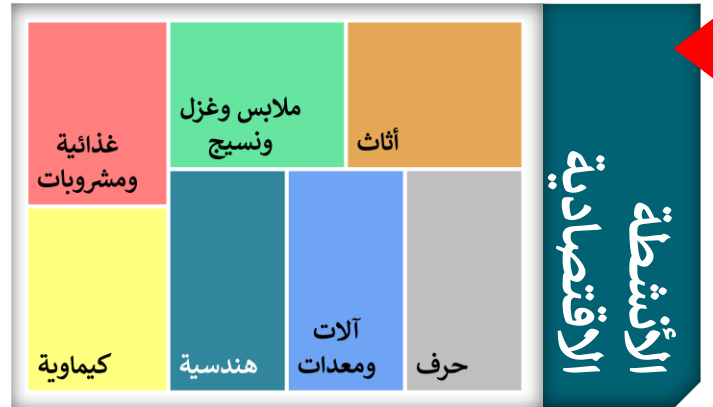 الأنشطة
الاقتصادية
أثاث
ملابس وغزل
ونسيج
غذائية
ومشروبات
حرف
آلات
ومعدات
هندسية
كيماوية